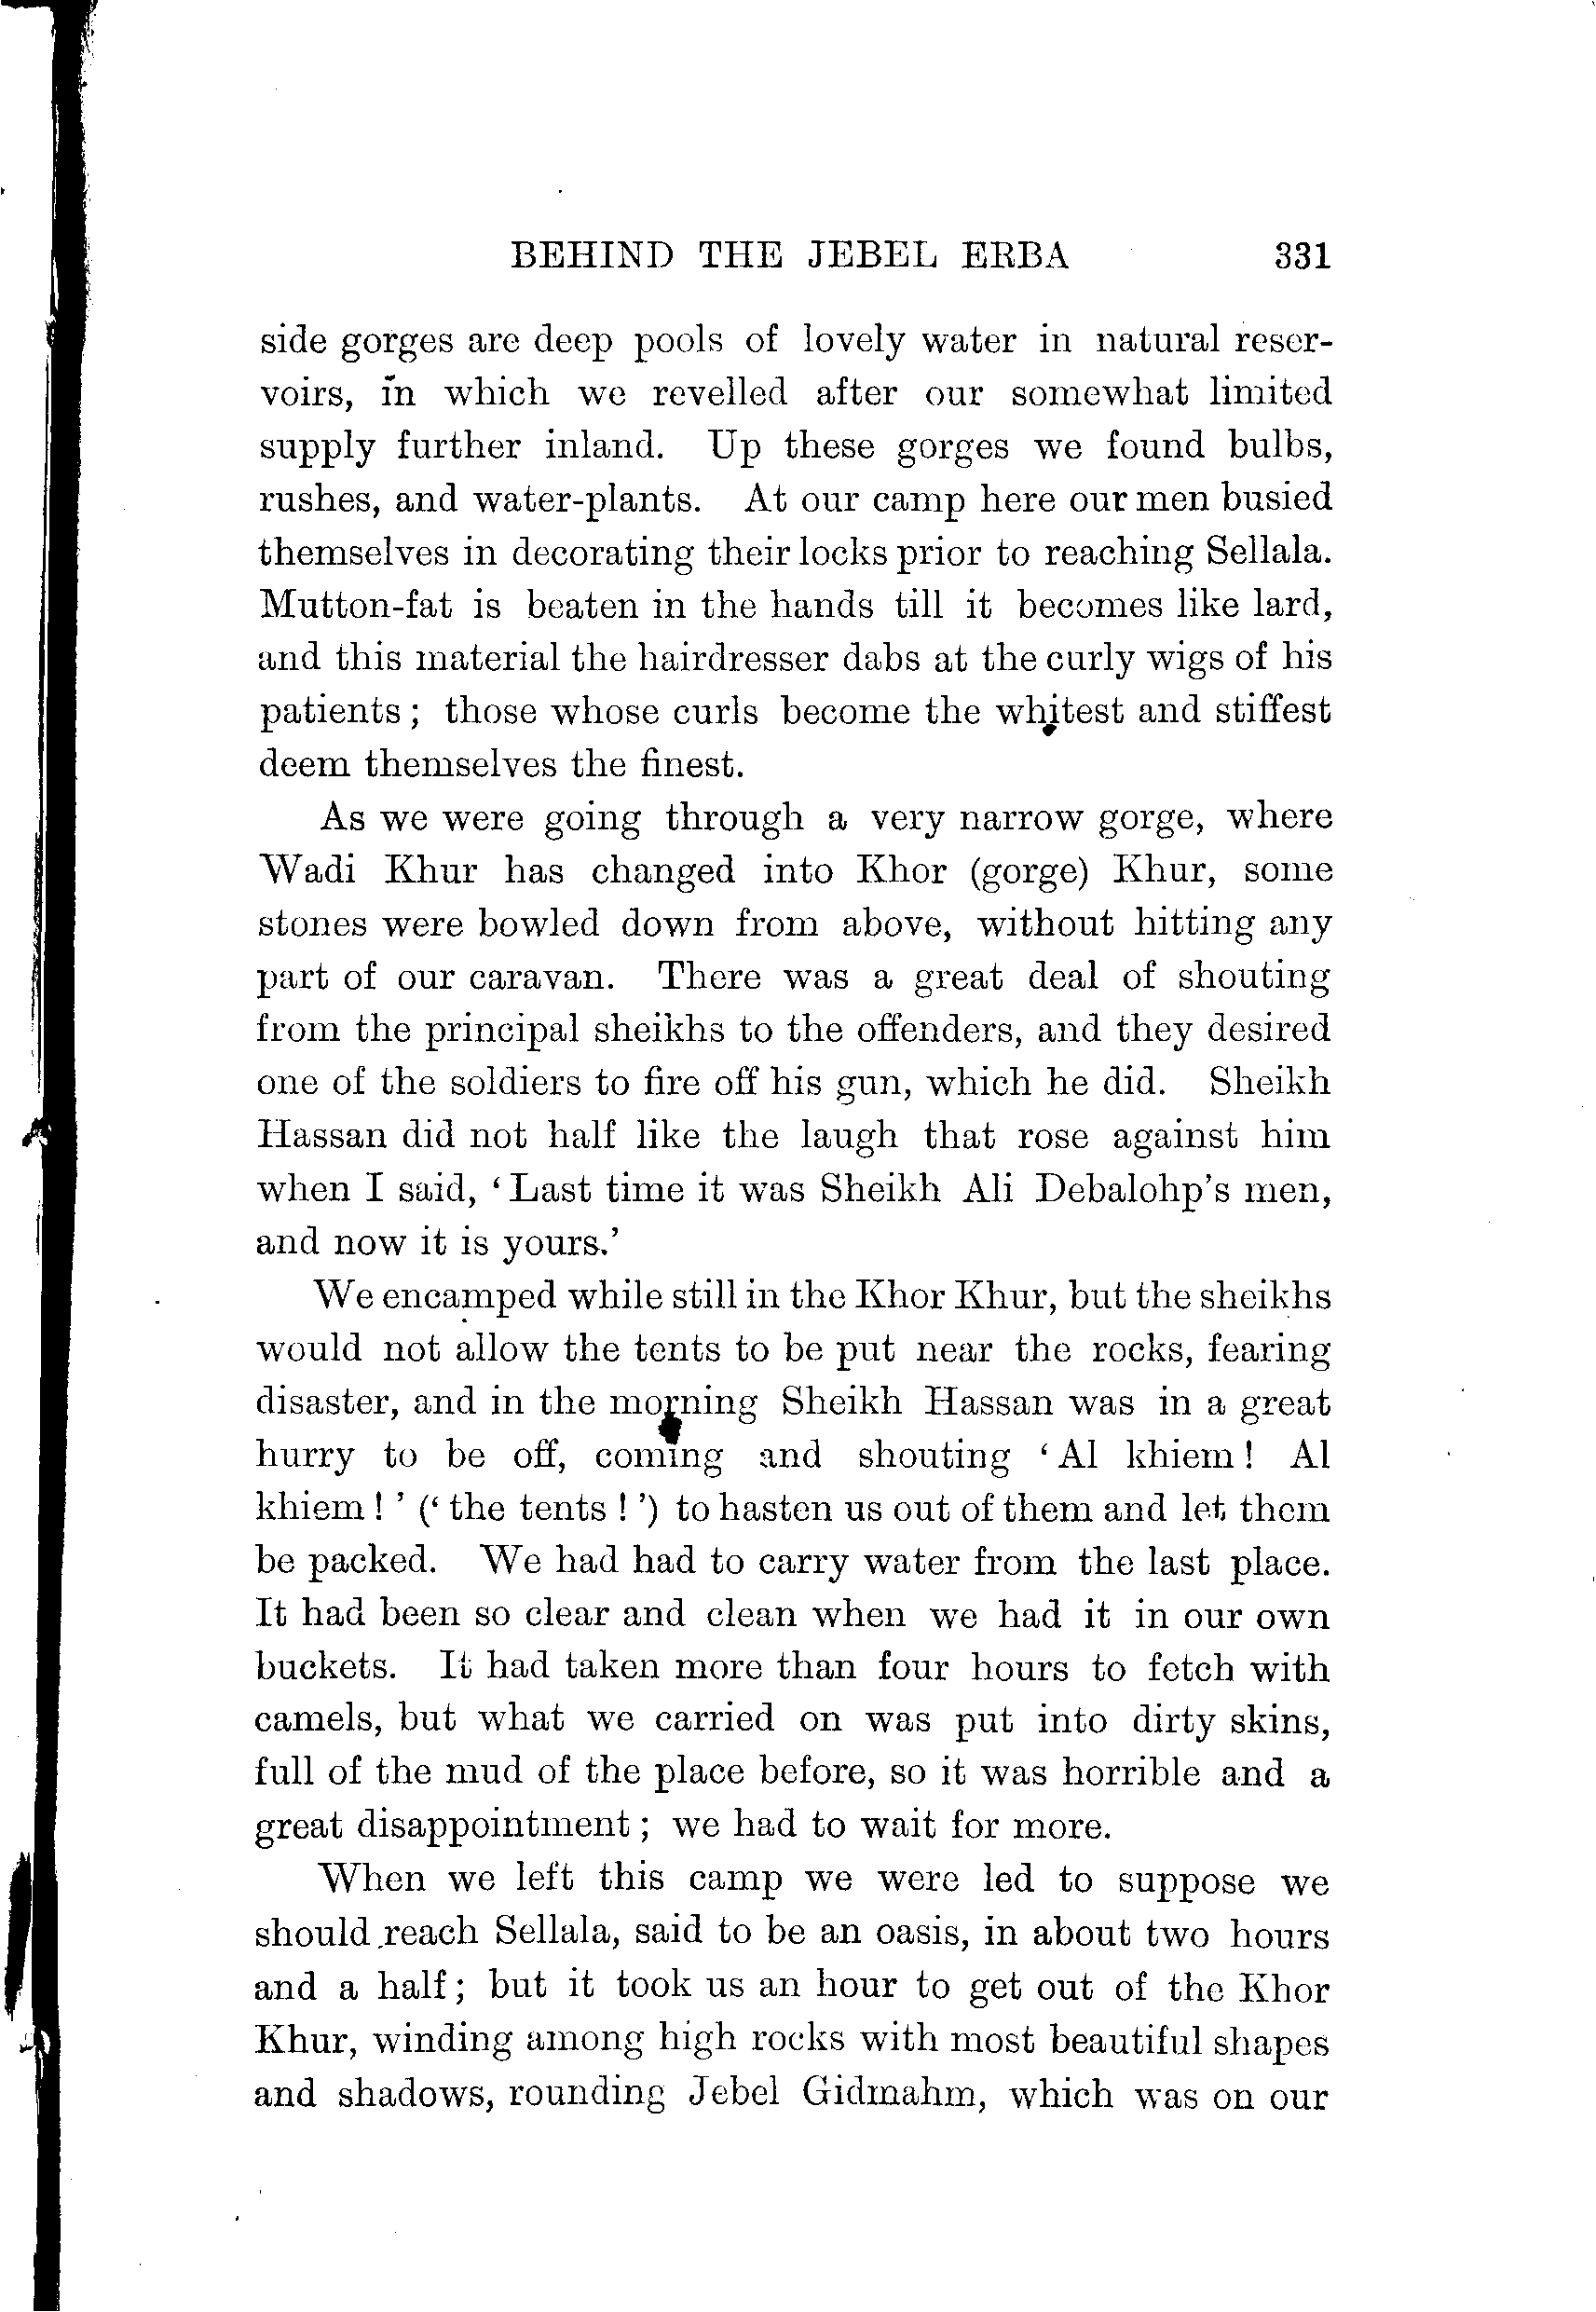 BEHIND THE JEBEL ERBA 331
side gorges are deep pools of lovely water in natural reser-
voirs, in which we revelled after our somewhat limited
supply further inland. Up these gorges we found bulbs,
rushes, and water-plants. At our camp here our men busied
themselves in decorating their locks prior to reaching Sellala.
Mutton-fat is beaten in the hands till it becomes like lard,
and this material the hairdresser dabs at the curly wigs of his
patients; those whose curls become the whitest and stiffest
deem themselves the finest.
As we were going through a very narrow gorge, where
Wadi Khur has changed into Khor (gorge) Khur, some
stones were bowled down from above, without hitting any
part of our caravan. There was a great deal of shouting
from the principal sheikhs to the offenders, and they desired
one of the soldiers to fire off his gun, which he did. Sheikh
Hassan did not half like the laugh that rose against him
when I said, ‘Last time it was Sheikh Ali Debalohp's men,
and now it is yours.’
We encamped while still in the Khor Khur, but the sheikhs
would not allow the tents to be put near the rocks, fearing
disaster, and in the morning Sheikh Hassan was in a great
hurry to be off, coming and shouting ‘Al khiem! Al
khiem!’ (‘the tents!’) to hasten us out of them and let them
be packed. We had had to carry water from the last place.
It had been so clear and clean when we had it in our own
buckets. It had taken more than four hours to fetch with
camels, but what we carried on was put into dirty skins,
full of the mud of the place before, so it was horrible and a
great disappointment; we had to wait for more.
When we left this camp we were led to suppose we
should reach Sellala, said to be an oasis, in about two hours
and a half; but it took us an hour to get out of the Khor
Khur, winding among high rocks with most beautiful shapes
and shadows, rounding Jebel Gidmahm, which was on our